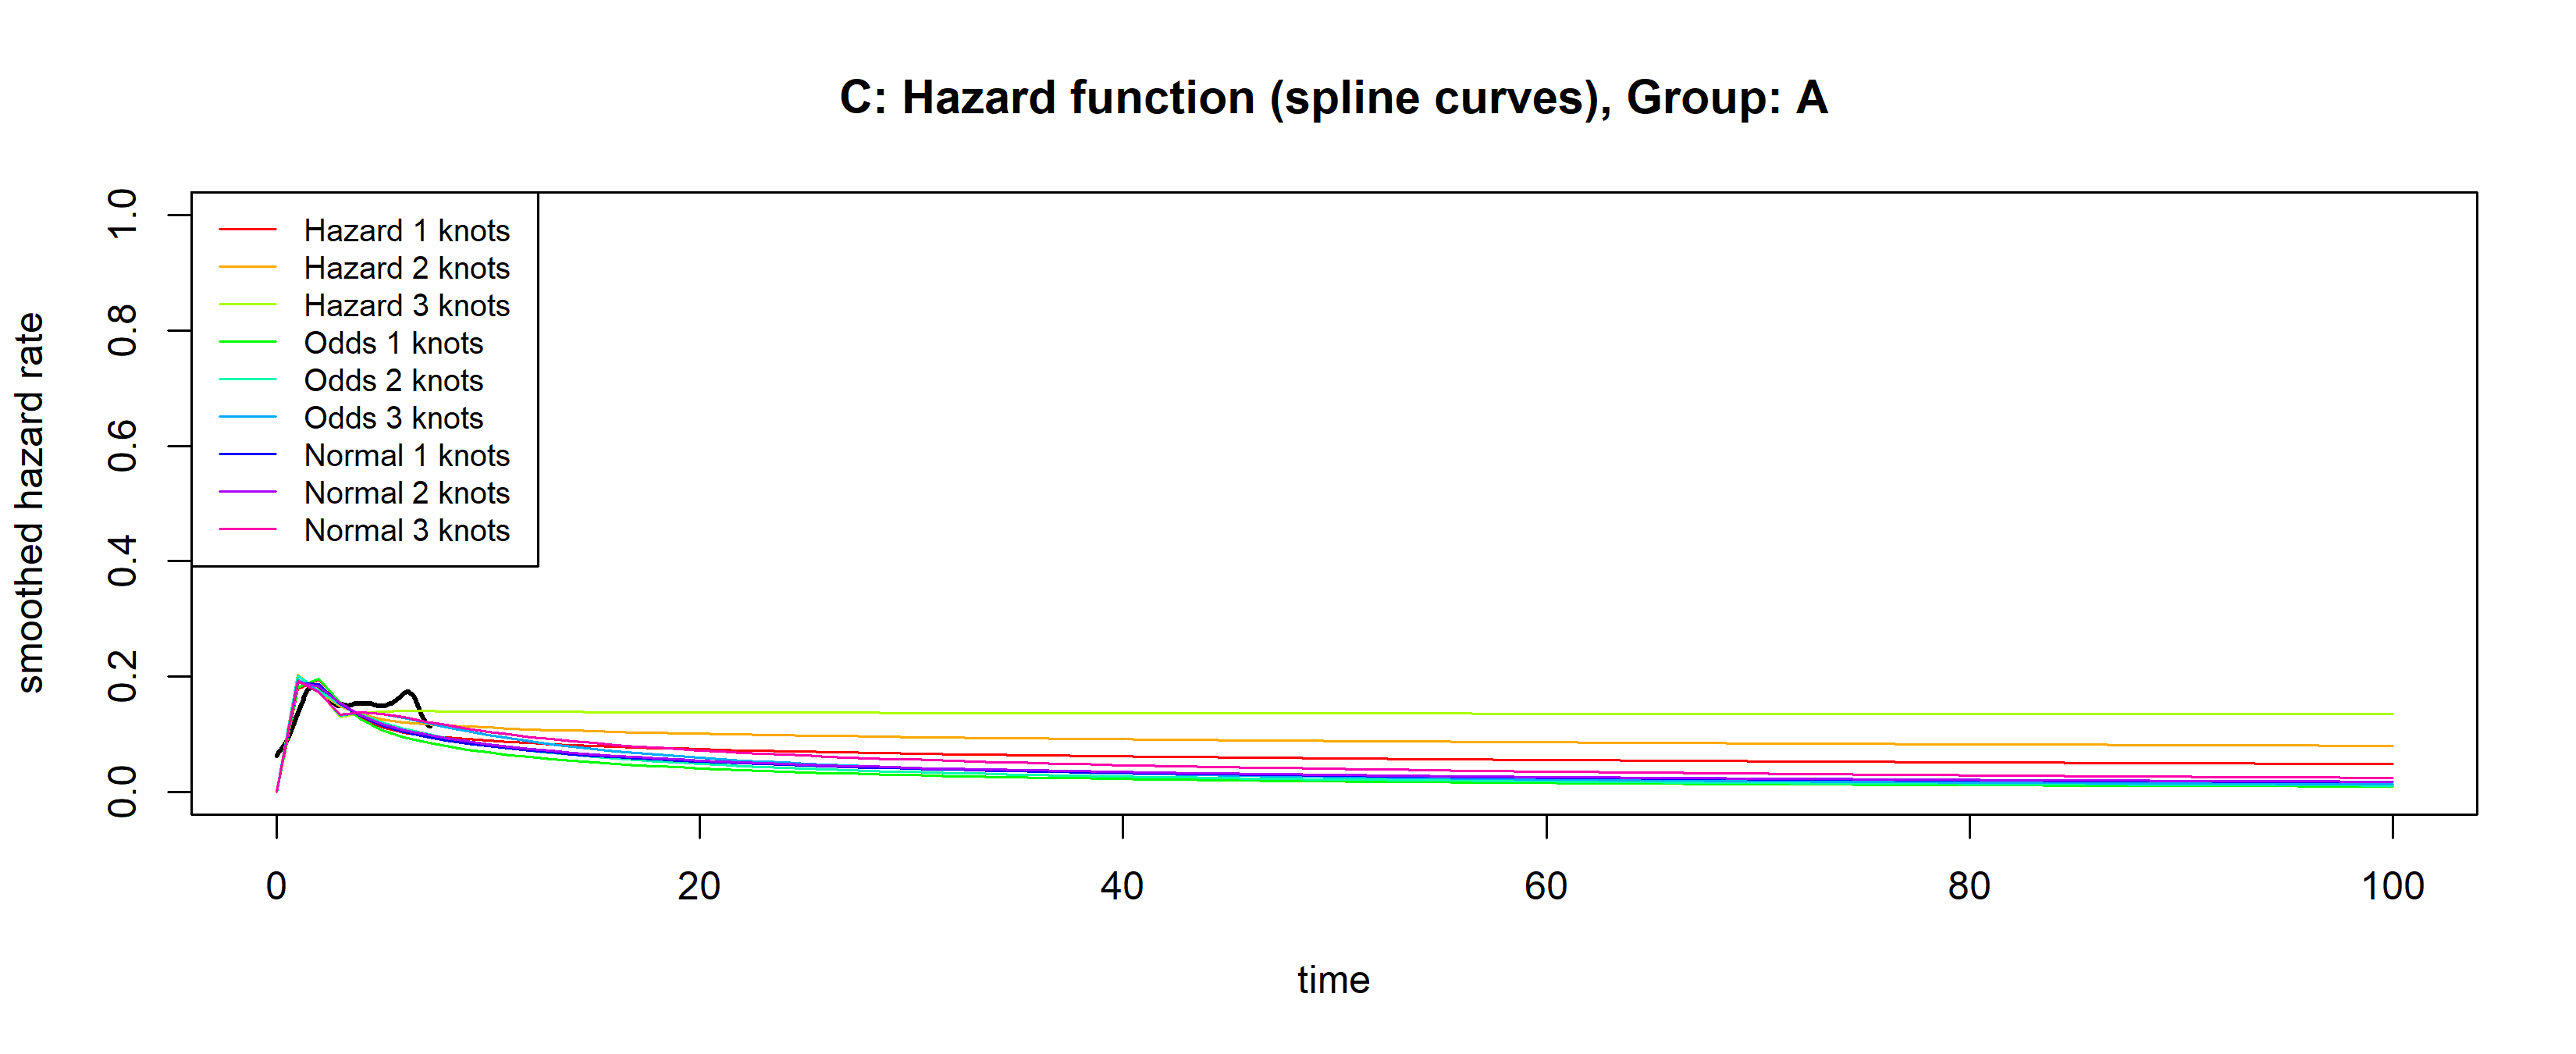 C: Hazard function (spline curves), Group: A
smoothed hazard rate
1.0
0.8
0.6
0.4
0.2
0.0
Hazard 1 knots
Hazard 2 knots
Hazard 3 knots
Odds 1 knots
Odds 2 knots
Odds 3 knots
Normal 1 knots
Normal 2 knots
Normal 3 knots
0 20 40 60 80 100
time